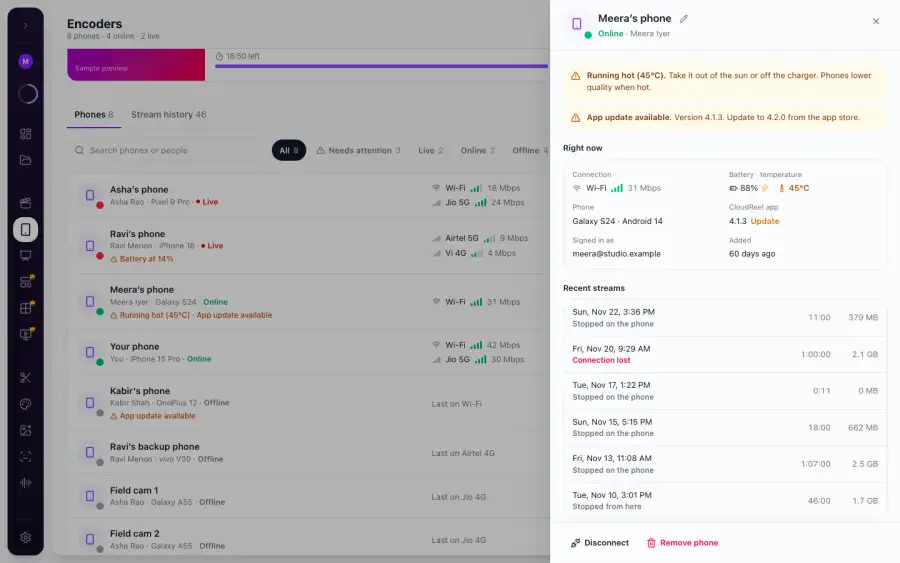 M
Encoders
8 phones · 4 online · 2 live
Sample preview
18:50 left
Phones 8
Stream history 46
Search phones or people
All 8
Needs attention 3
Live 2
Online 2
Offline 4
Asha's phone
Asha Rao · Pixel 9 Pro · Live
Wi-Fi 18 Mbps
Jio 5G 24 Mbps
Ravi's phone
Ravi Menon · iPhone 16 · Live
Battery at 14%
Airtel 5G 9 Mbps
Vi 4G 4 Mbps
Meera's phone
Meera Iyer · Galaxy S24 · Online
Running hot (45°C) · App update available
Wi-Fi 31 Mbps
Your phone
You · iPhone 15 Pro · Online
Wi-Fi 42 Mbps
Jio 5G 30 Mbps
Kabir's phone
Kabir Shah · OnePlus 12 · Offline
App update available
Last on Wi-Fi
Ravi's backup phone
Ravi Menon · vivo V30 · Offline
Last on Airtel 4G
Field cam 1
Asha Rao · Galaxy A55 · Offline
Last on Jio 4G
Field cam 2
Asha Rao · Galaxy A55 · Offline
Last on Jio 4G
Meera's phone
Online · Meera Iyer
Running hot (45°C). Take it out of the sun or off the charger. Phones lower
quality when hot.
App update available. Version 4.1.3. Update to 4.2.0 from the app store.
Right now
Connection
Wi-Fi 31 Mbps
Battery · temperature
88% 45°C
Phone
Galaxy S24 · Android 14
CloudReel app
4.1.3 Update
Signed in as
meera@studio.example
Added
60 days ago
Recent streams
Sun, Nov 22, 3:36 PM
Stopped on the phone
11:00 379 MB
Fri, Nov 20, 9:29 AM
Connection lost
1:00:00 2.1 GB
Tue, Nov 17, 1:22 PM
Stopped on the phone
0:11 0 MB
Sun, Nov 15, 5:15 PM
Stopped on the phone
18:00 662 MB
Fri, Nov 13, 11:08 AM
Stopped on the phone
1:07:00 2.5 GB
Tue, Nov 10, 3:01 PM
Stopped from here
46:00 1.7 GB
Disconnect
Remove phone